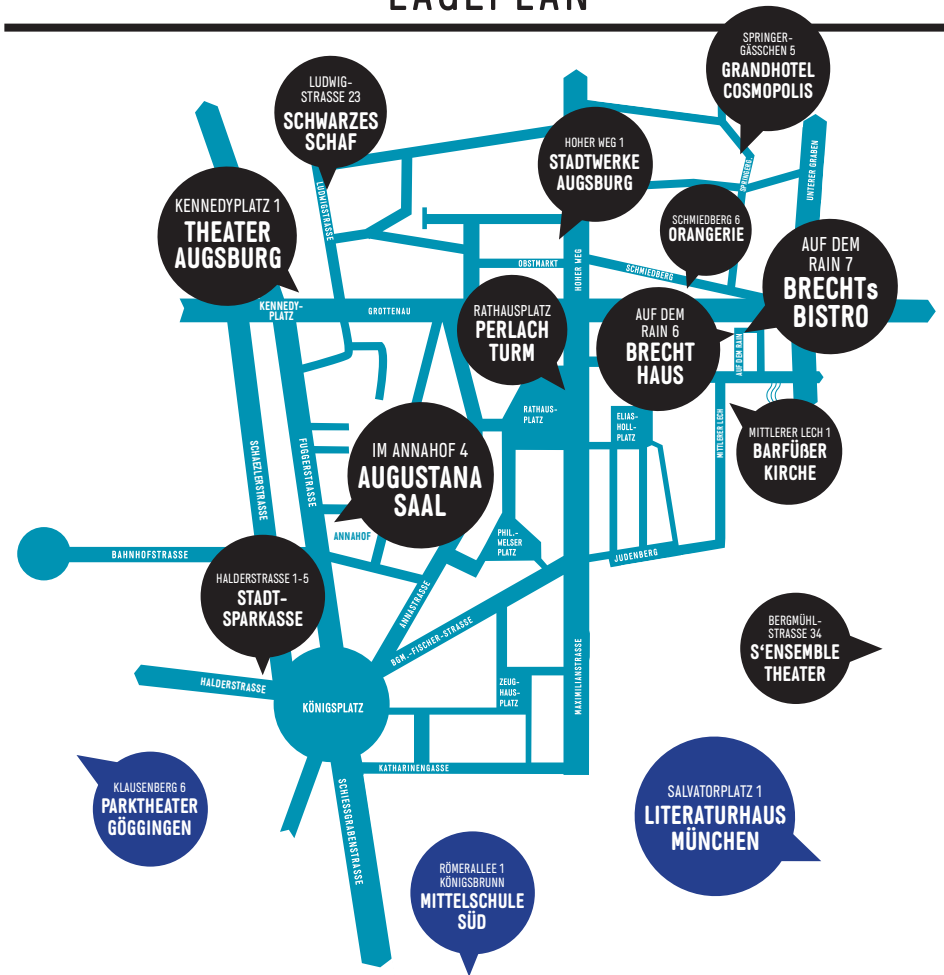 LAGEPLAN
SPRINGER-
GÄSSCHEN 5
GRANDHOTEL
COSMOPOLIS
LUDWIG-
STRASSE 23
SCHWARZES
SCHAF
HOHER WEG 1
STADTWERKE
AUGSBURG
UNTERER GRABEN
SPRINGERG.
LUDWIGSTRASSE
KENNEDYPLATZ 1
THEATER
AUGSBURG
SCHMIEDBERG 6
ORANGERIE
AUF DEM
RAIN 7
BRECHTs
BISTRO
OBSTMARKT
HOHER WEG
SCHMIEDBERG
KENNEDY-
PLATZ
GROTTENAU
RATHAUSPLATZ
PERLACH
TURM
AUF DEM
RAIN 6
BRECHT
HAUS
AUF DEM RAIN
RATHAUS-
PLATZ
ELIAS-
HOLL-
PLATZ
MITTLERER LECH
MITTLERER LECH 1
BARFÜßER
KIRCHE
SCHAEZLERSTRASSE
FUGGERSTRASSE
IM ANNAHOF 4
AUGUSTANA
SAAL
ANNAHOF
PHIL.-
WELSER
PLATZ
BAHNHOFSTRASSE
JUDENBERG
HALDERSTRASSE 1-5
STADT-
SPARKASSE
ANNASTRASSE
BGM.-FISCHER-STRASSE
BERGMÜHL-
STRASSE 34
S‘ENSEMBLE
THEATER
HALDERSTRASSE
KÖNIGSPLATZ
ZEUG-
HAUS-
PLATZ
MAXIMILIANSTRASSE
KATHARINENGASSE
SCHIESSGRABENSTRASSE
KLAUSENBERG 6
PARKTHEATER
GÖGGINGEN
SALVATORPLATZ 1
LITERATURHAUS
MÜNCHEN
RÖMERALLEE 1
KÖNIGSBRUNN
MITTELSCHULE
SÜD